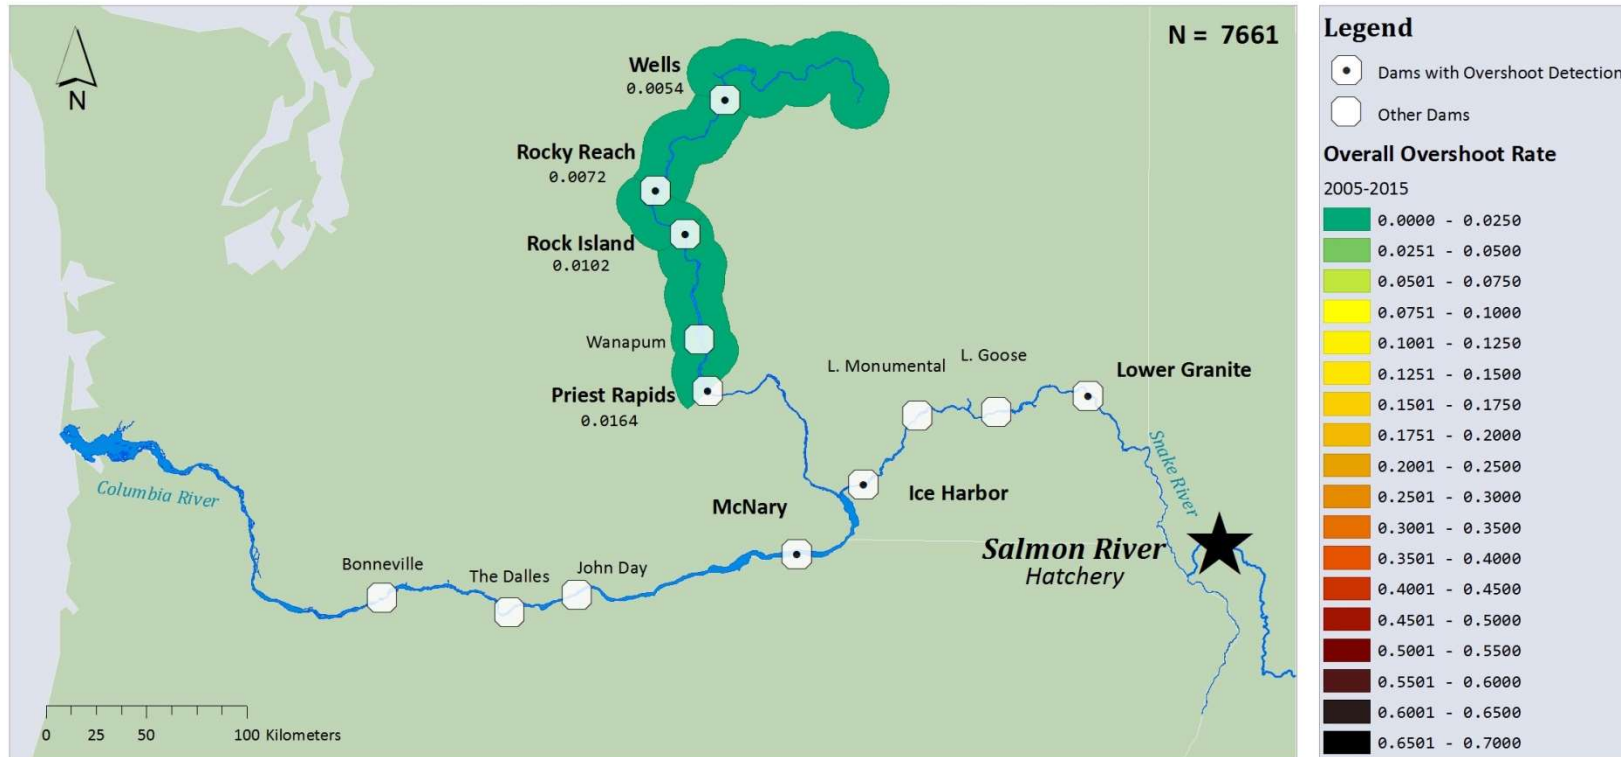 N = 7661
N
Wells
0.0054
Rocky Reach
0.0072
Rock Island
0.0102
Wanapum
Priest Rapids
0.0164
L. Monumental
L. Goose
Lower Granite
Columbia River
Snake River
McNary
Ice Harbor
Salmon River
Hatchery
Bonneville
The Dalles
John Day
0 25 50 100 Kilometers
Legend
Dams with Overshoot Detection
Other Dams
Overall Overshoot Rate
2005-2015
0.0000 - 0.0250
0.0251 - 0.0500
0.0501 - 0.0750
0.0751 - 0.1000
0.1001 - 0.1250
0.1251 - 0.1500
0.1501 - 0.1750
0.1751 - 0.2000
0.2001 - 0.2500
0.2501 - 0.3000
0.3001 - 0.3500
0.3501 - 0.4000
0.4001 - 0.4500
0.4501 - 0.5000
0.5001 - 0.5500
0.5501 - 0.6000
0.6001 - 0.6500
0.6501 - 0.7000